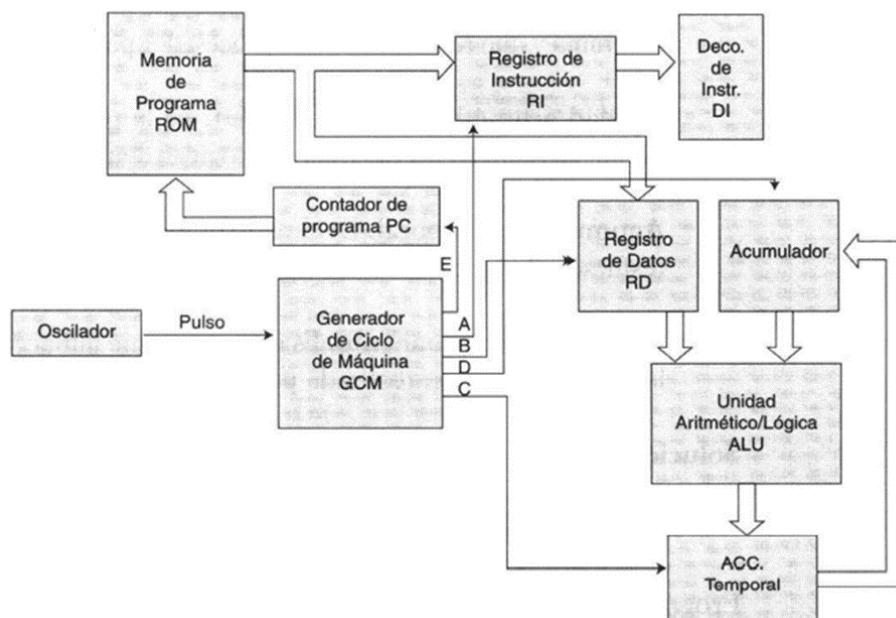 Memoria
de
Programa
ROM
Registro de
Instrucción
RI
Deco.
de
Instr.
DI
Contador de
programa PC
Registro
de Datos
RD
Acumulador
E
Oscilador
Pulso
Generador
de Ciclo
de Máquina
GCM
A
B
D
C
Unidad
Aritmético/Lógica
ALU
ACC.
Temporal